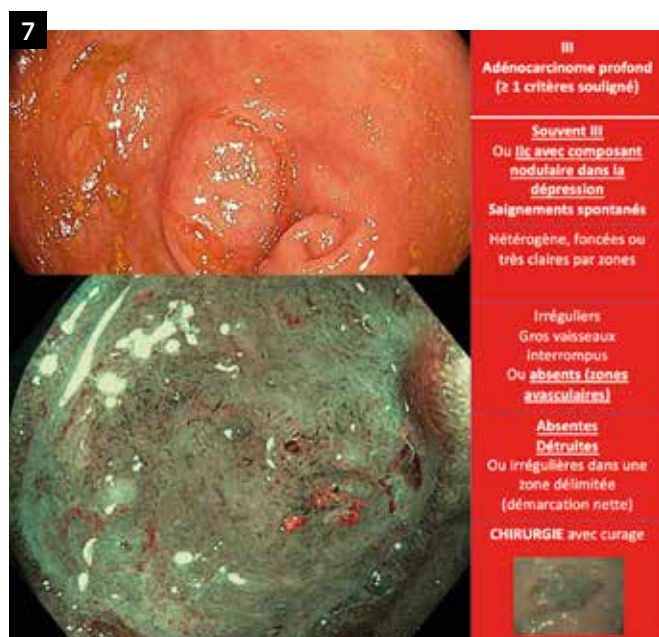 7
III
Adénocarcinome profond
(≥ 1 critères souligné)
Souvent III
Ou IIc avec composant
nodulaire dans la
dépression
Saignements spontanés
Hétérogène, foncées ou
très claires par zones
Irréguliers
Gros vaisseaux
Interrompus
Ou absents (zones
avasculaires)
Absentes
Détruites
Ou irrégulières dans une
zone délimitée
(démarcation nette)
CHIRURGIE avec curage